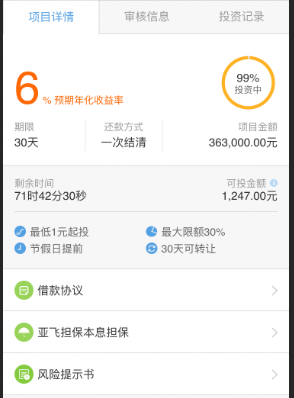 项目详情 审核信息 投资记录
6 % 预期年化收益率
99%
投资中
期限 还款方式 项目金额
30天 一次结清 363,000.00元
剩余时间 可投金额
71时42分30秒 1,247.00元
最低1元起投 最大限额30%
节假日提前 30天可转让
借款协议
亚飞担保本息担保
风险提示书